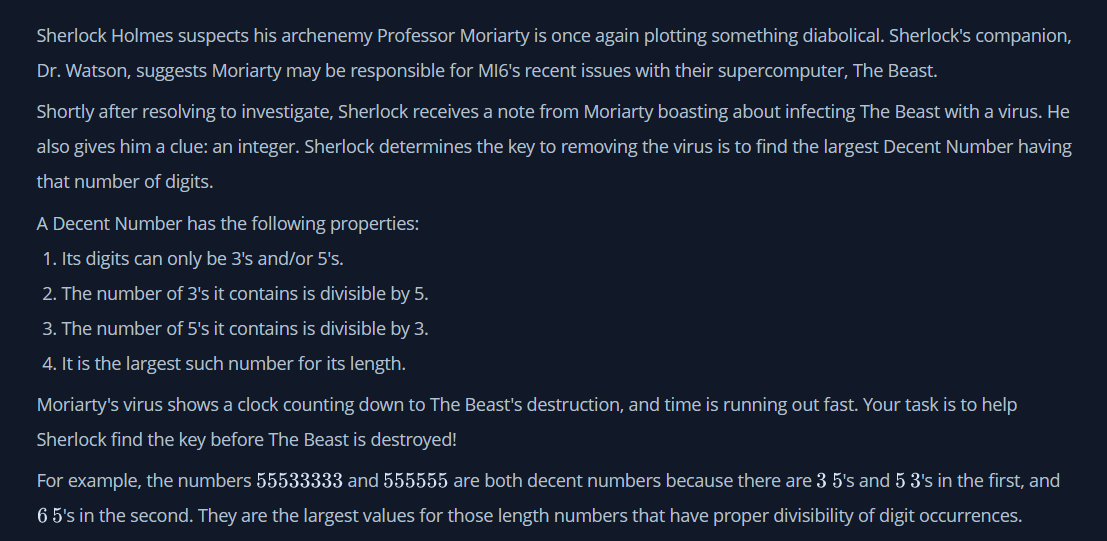 Sherlock Holmes suspects his archenemy Professor Moriarty is once again plotting something diabolical. Sherlock's companion,
Dr. Watson, suggests Moriarty may be responsible for MI6's recent issues with their supercomputer, The Beast.
Shortly after resolving to investigate, Sherlock receives a note from Moriarty boasting about infecting The Beast with a virus. He
also gives him a clue: an integer. Sherlock determines the key to removing the virus is to find the largest Decent Number having
that number of digits.
A Decent Number has the following properties:
1. Its digits can only be 3's and/or 5's.
2. The number of 3's it contains is divisible by 5.
3. The number of 5's it contains is divisible by 3.
4. It is the largest such number for its length.
Moriarty's virus shows a clock counting down to The Beast's destruction, and time is running out fast. Your task is to help
Sherlock find the key before The Beast is destroyed!
For example, the numbers 55533333 and 555555 are both decent numbers because there are 3 5's and 5 3's in the first, and
6 5's in the second. They are the largest values for those length numbers that have proper divisibility of digit occurrences.